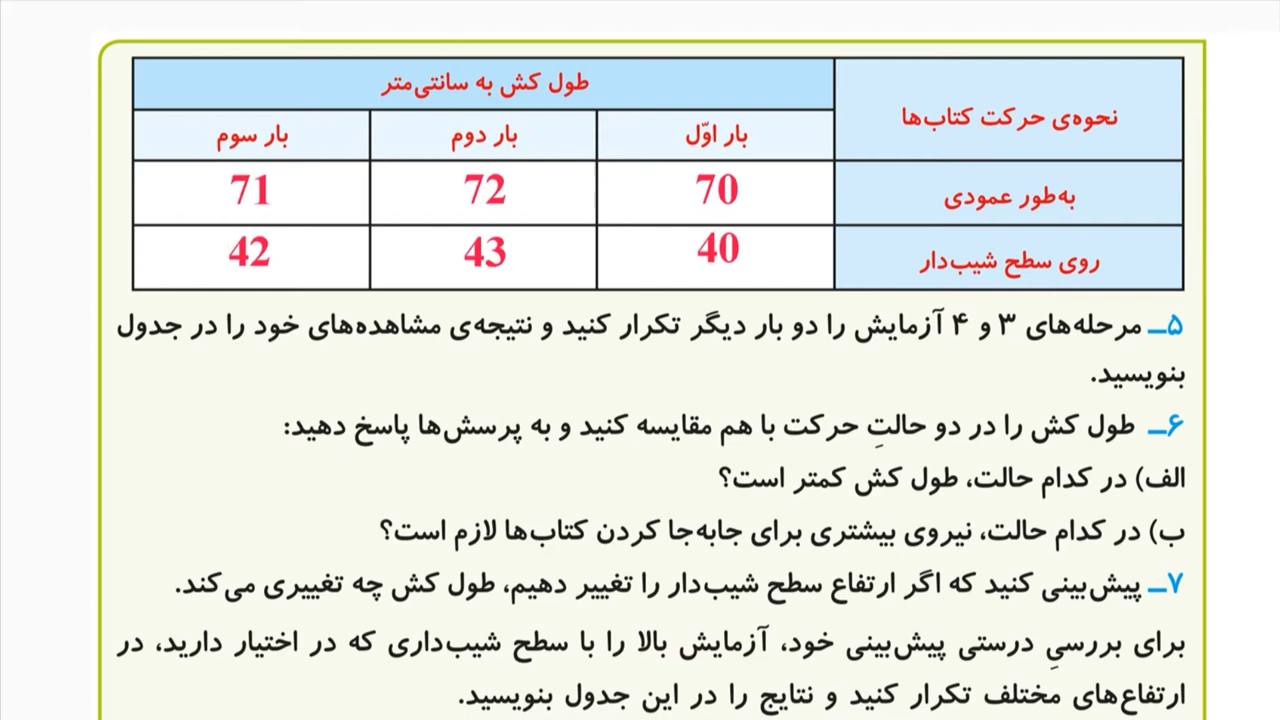 نحوه‌ی حرکت کتاب‌ها
طول کش به سانتی‌متر
بار اوّل
بار دوم
بار سوم
به‌طور عمودی
70
72
71
روی سطح شیب‌دار
40
43
42
۵ــ مرحله‌های ۳ و ۴ آزمایش را دو بار دیگر تکرار کنید و نتیجه‌ی مشاهده‌های خود را در جدول
بنویسید.
۶ــ طول کش را در دو حالتِ حرکت با هم مقایسه کنید و به پرسش‌ها پاسخ دهید:
الف) در کدام حالت، طول کش کمتر است؟
ب) در کدام حالت، نیروی بیشتری برای جابه‌جا کردن کتاب‌ها لازم است؟
۷ــ پیش‌بینی کنید که اگر ارتفاع سطح شیب‌دار را تغییر دهیم، طول کش چه تغییری می‌کند.
برای بررسیِ درستی پیش‌بینی خود، آزمایش بالا را با سطح شیب‌داری که در اختیار دارید، در
ارتفاع‌های مختلف تکرار کنید و نتایج را در این جدول بنویسید.